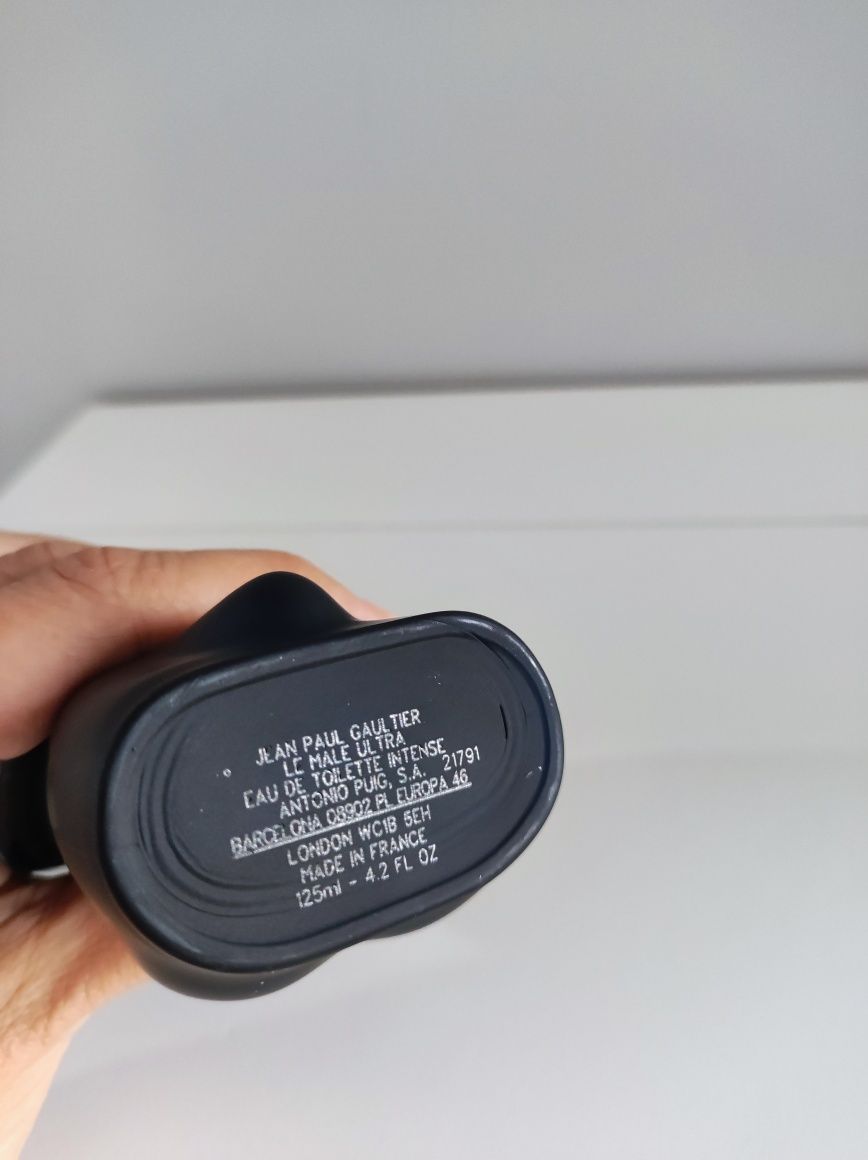 JEAN PAUL GAULTIER
LE MALE ULTRA
EAU DE TOILETTE INTENSE
ANTONIO PUIG, S.A. 21791
BARCELONA 08902 PL EUROPA 46
LONDON WC1B 5EH
MADE IN FRANCE
125ml - 4.2 FL OZ